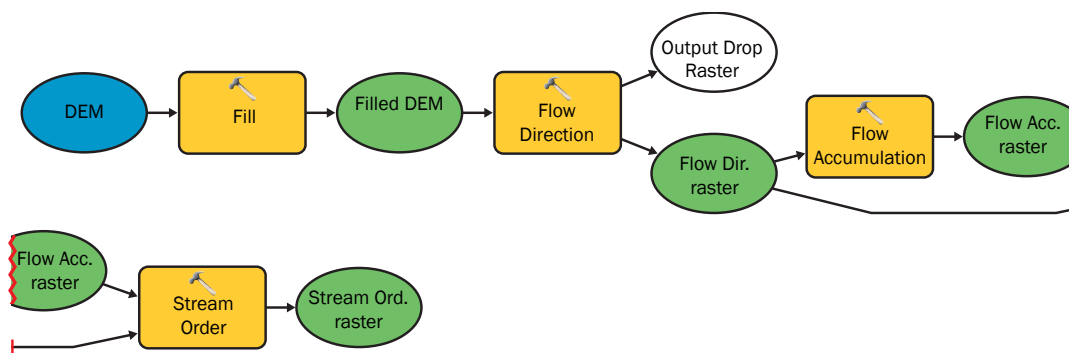 DEM
Fill
Filled DEM
Flow
Direction
Output Drop
Raster
Flow Dir.
raster
Flow
Accumulation
Flow Acc.
raster
Flow Acc.
raster
Stream
Order
Stream Ord.
raster